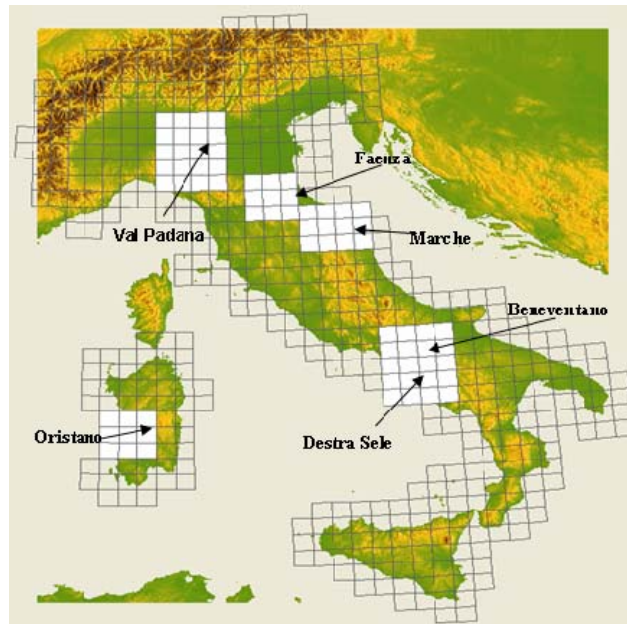 Faenza
Val Padana
Marche
Beneventano
Oristano
Destra Sele